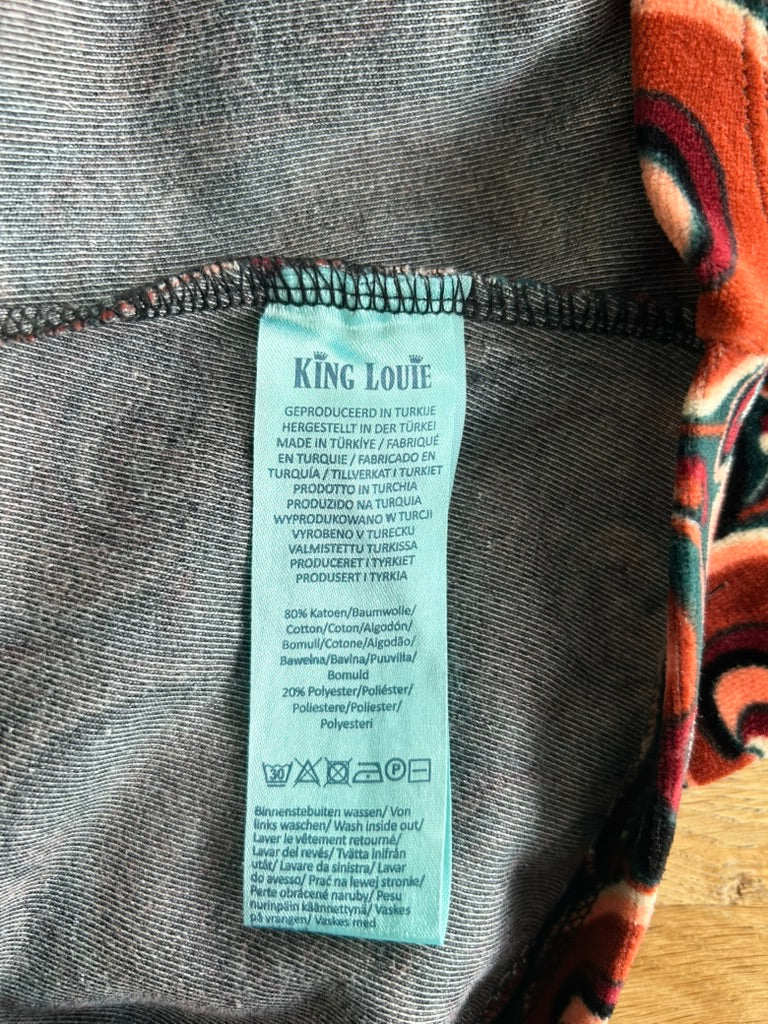 KING LOUIE
GEPRODUCEERD IN TURKIJE
HERGESTELLT IN DER TÜRKEI
MADE IN TÜRKİYE / FABRIQUÉ
EN TURQUIE / FABRICADO EN
TURQUÍA / TILLVERKAT I TURKIET
PRODOTTO IN TURCHIA
PRODUZIDO NA TURQUIA
WYPRODUKOWANO W TURCJI
VYROBENO V TURECKU
VALMISTETTU TURKISSA
PRODUCERET I TYRKIET
PRODUSERT I TYRKIA
80% Katoen/Baumwolle/
Cotton/Coton/Algodón/
Bomull/Cotone/Algodão/
Bawełna/Bavlna/Puuvilla/
Bomuld
20% Polyester/Poliéster/
Poliestere/Poliester/
Polyesteri
30 P
Binnenstebuiten wassen/ Von
links waschen/ Wash inside out/
Laver le vêtement retourné/
Lavar del revés/ Tvätta inifrån
utåt/ Lavare da sinistra/ Lavar
do avesso/ Prać na lewej stronie/
Perte obrácené naruby/ Pesu
nurinpäin käännettynä/ Vaskes
på vrangen/ Vaskes med